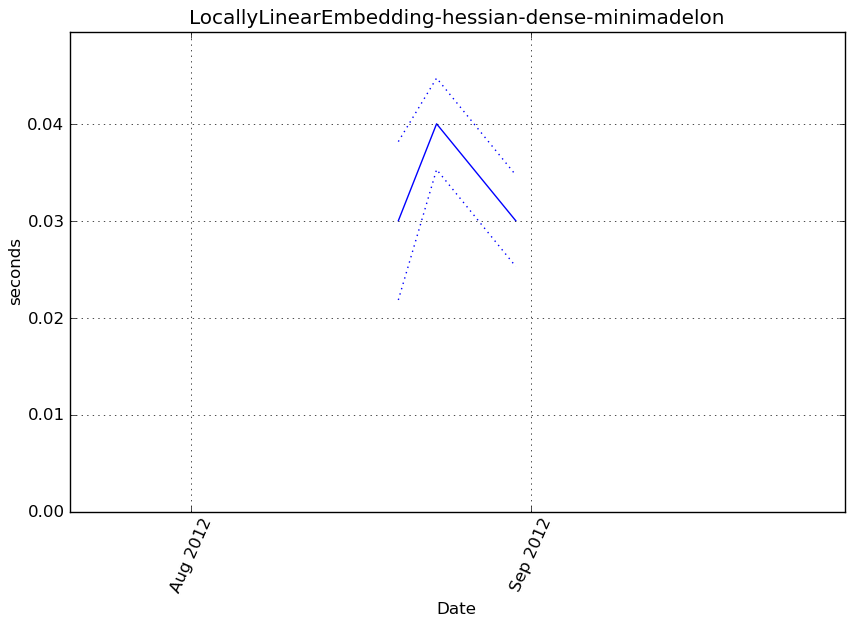 LocallyLinearEmbedding-hessian-dense-minimadelon
0.04
0.03
0.02
0.01
0.00
seconds
Aug 2012
Sep 2012
Date